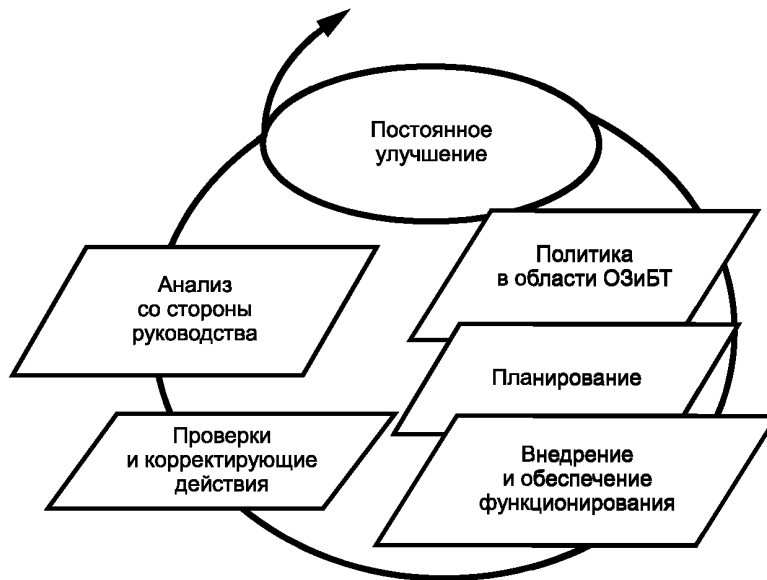 Постоянное
улучшение
Политика
в области ОЗиБТ
Планирование
Внедрение
и обеспечение
функционирования
Проверки
и корректирующие
действия
Анализ
со стороны
руководства